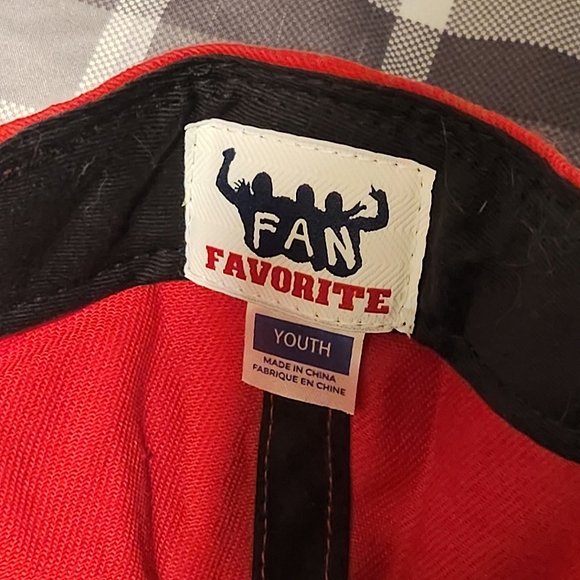 FAN
FAVORITE
YOUTH
MADE IN CHINA
FABRIQUE EN CHINE